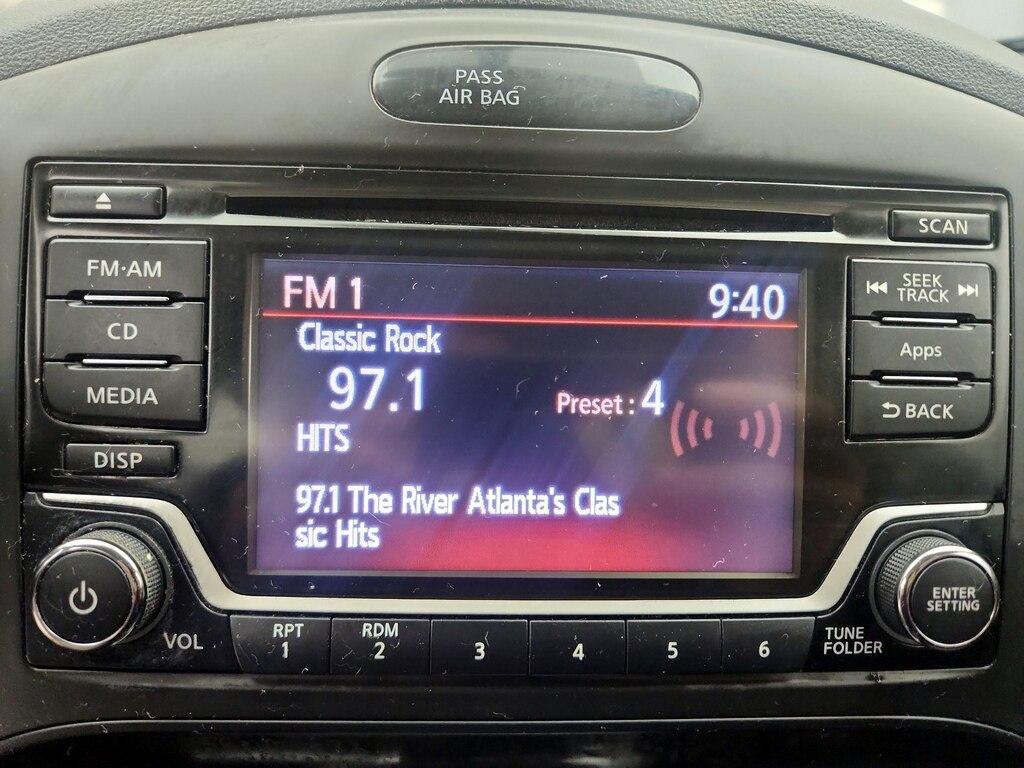 PASS
AIR BAG
SCAN
FM·AM
CD
MEDIA
DISP
FM 1
9:40
Classic Rock
97.1
Preset : 4
HITS
97.1 The River Atlanta's Clas
sic Hits
SEEK
TRACK
Apps
BACK
VOL
RPT
1
RDM
2
3
4
5
6
TUNE
FOLDER
ENTER
SETTING